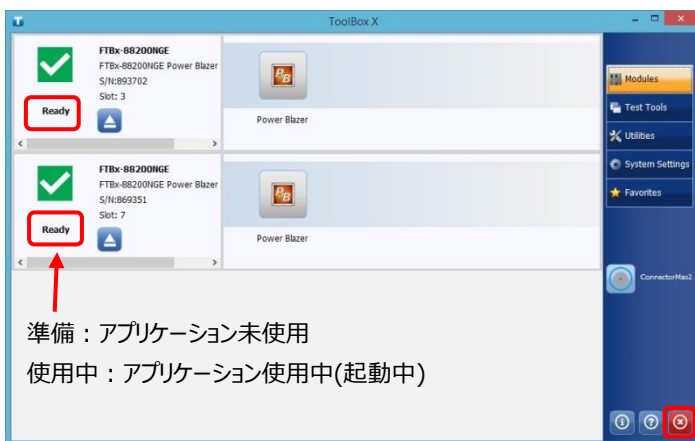 ToolBox X
FTBx-88200NGE
FTBx-88200NGE Power Blazer
S/N:893702
Slot: 3
Ready
Power Blazer
FTBx-88200NGE
FTBx-88200NGE Power Blazer
S/N:869351
Slot: 7
Ready
Power Blazer
Modules
Test Tools
Utilities
System Settings
Favorites
ConnectorMax2
準備：アプリケーション未使用
使用中：アプリケーション使用中(起動中)